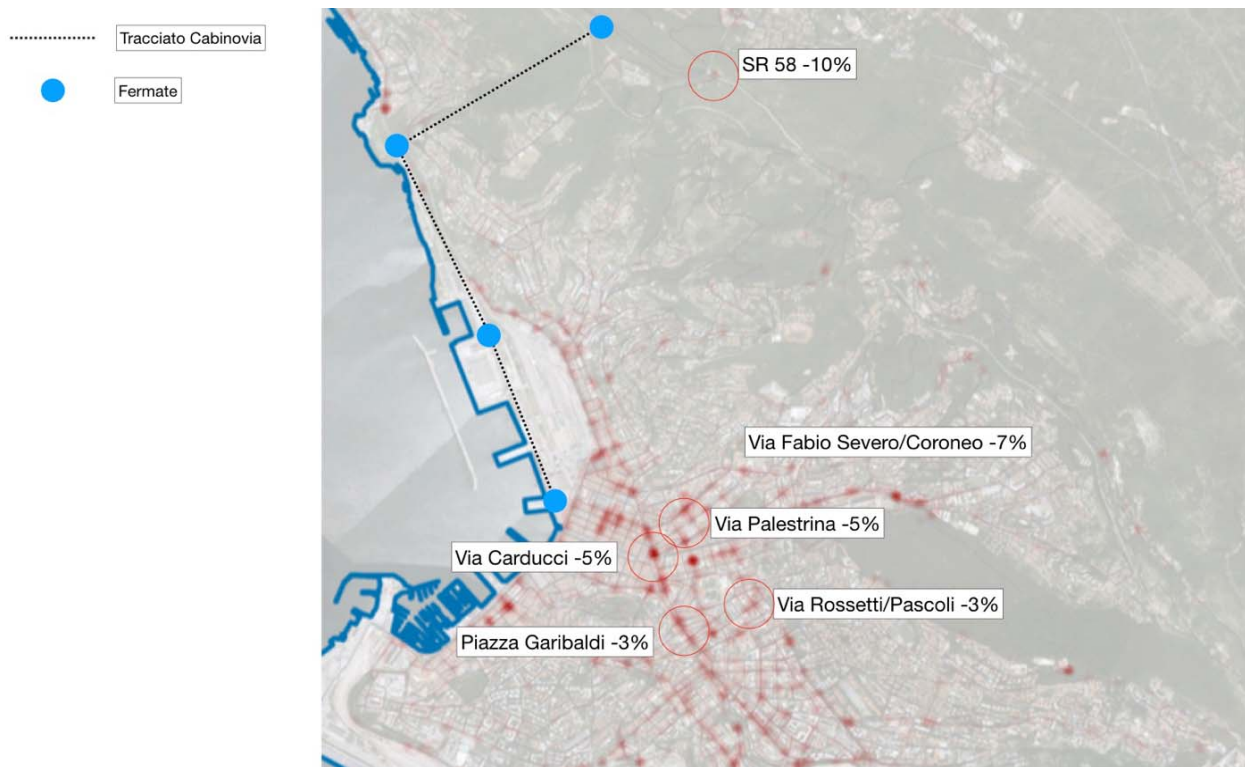 Tracciato Cabinovia
Fermate
SR 58 -10%
Via Fabio Severo/Coroneo -7%
Via Palestrina -5%
Via Carducci -5%
Via Rossetti/Pascoli -3%
Piazza Garibaldi -3%